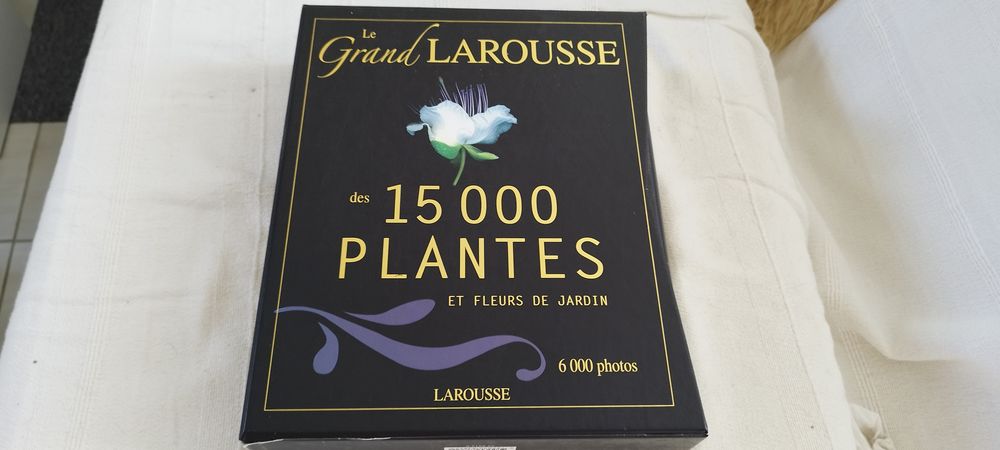 Le
Grand LAROUSSE
des 15 000
PLANTES
ET FLEURS DE JARDIN
6 000 photos
LAROUSSE